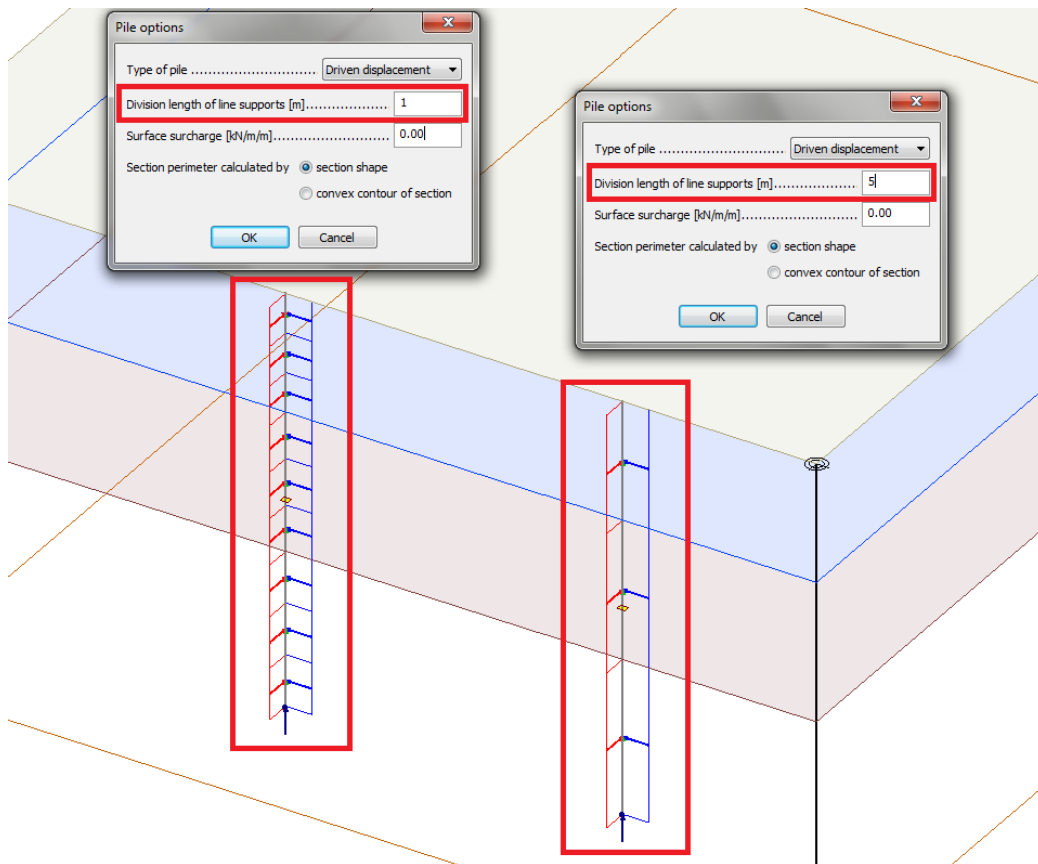 Pile options
Type of pile ............................. Driven displacement
Division length of line supports [m].................... 1
Surface surcharge [kN/m/m]........................... 0.00
Section perimeter calculated by section shape
convex contour of section
OK Cancel
Pile options
Type of pile ............................. Driven displacement
Division length of line supports [m].................... 5
Surface surcharge [kN/m/m]........................... 0.00
Section perimeter calculated by section shape
convex contour of section
OK Cancel